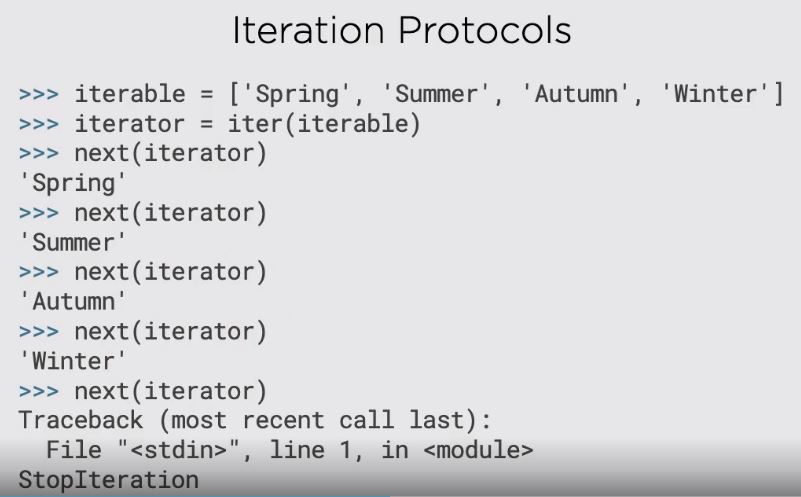 Iteration Protocols
>>> iterable = ['Spring', 'Summer', 'Autumn', 'Winter']
>>> iterator = iter(iterable)
>>> next(iterator)
'Spring'
>>> next(iterator)
'Summer'
>>> next(iterator)
'Autumn'
>>> next(iterator)
'Winter'
>>> next(iterator)
Traceback (most recent call last):
  File "<stdin>", line 1, in <module>
StopIteration